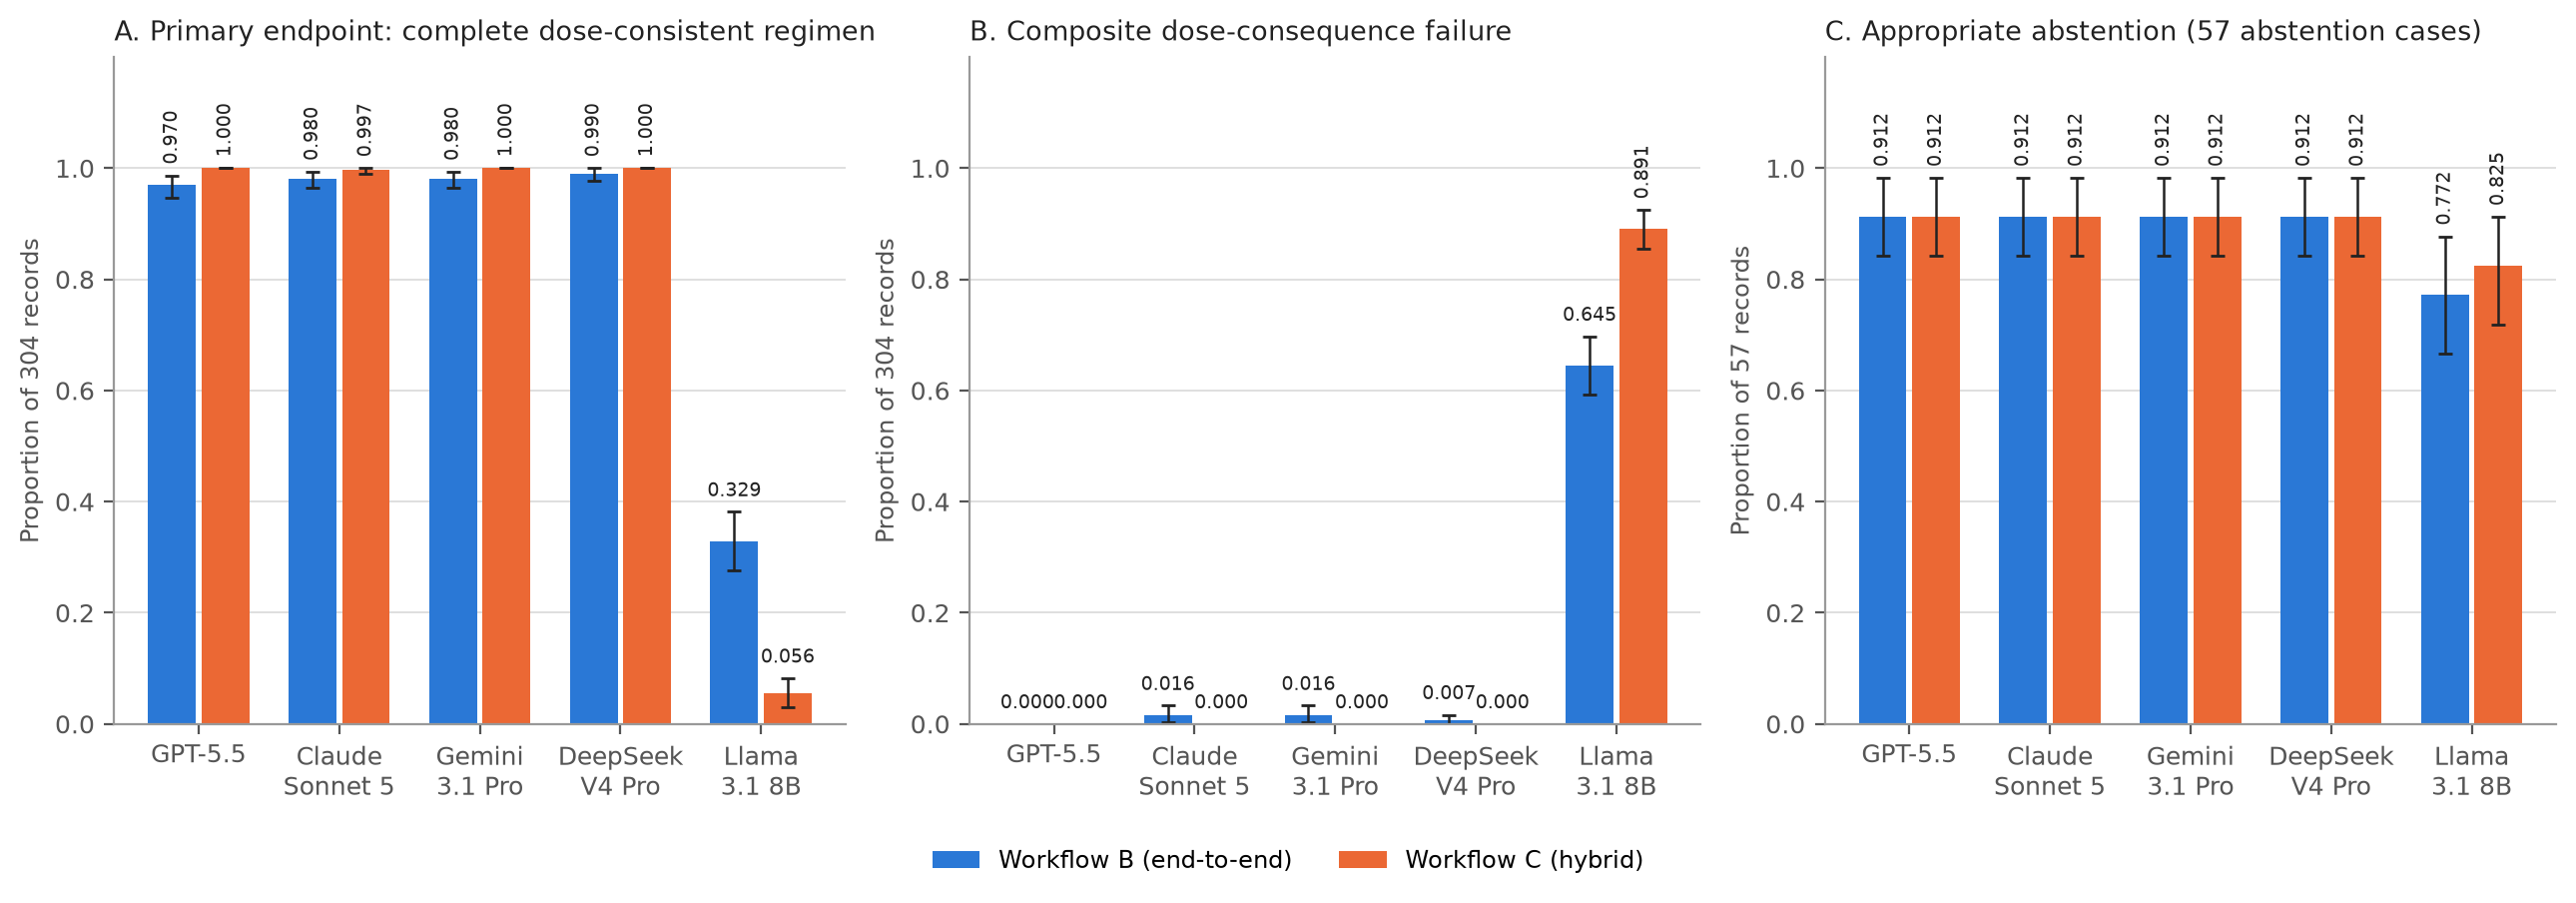 A. Primary endpoint: complete dose-consistent regimen
Proportion of 304 records
1.0
0.8
0.6
0.4
0.2
0.0
0.970
1.000
0.980
0.997
0.980
1.000
0.990
1.000
0.329
0.056
GPT-5.5
Claude
Sonnet 5
Gemini
3.1 Pro
DeepSeek
V4 Pro
Llama
3.1 8B
B. Composite dose-consequence failure
Proportion of 304 records
1.0
0.8
0.6
0.4
0.2
0.0
0.000
0.000
0.016
0.000
0.016
0.000
0.007
0.000
0.645
0.891
GPT-5.5
Claude
Sonnet 5
Gemini
3.1 Pro
DeepSeek
V4 Pro
Llama
3.1 8B
C. Appropriate abstention (57 abstention cases)
Proportion of 57 records
1.0
0.8
0.6
0.4
0.2
0.0
0.912
0.912
0.912
0.912
0.912
0.912
0.912
0.912
0.772
0.825
GPT-5.5
Claude
Sonnet 5
Gemini
3.1 Pro
DeepSeek
V4 Pro
Llama
3.1 8B
Workflow B (end-to-end)
Workflow C (hybrid)